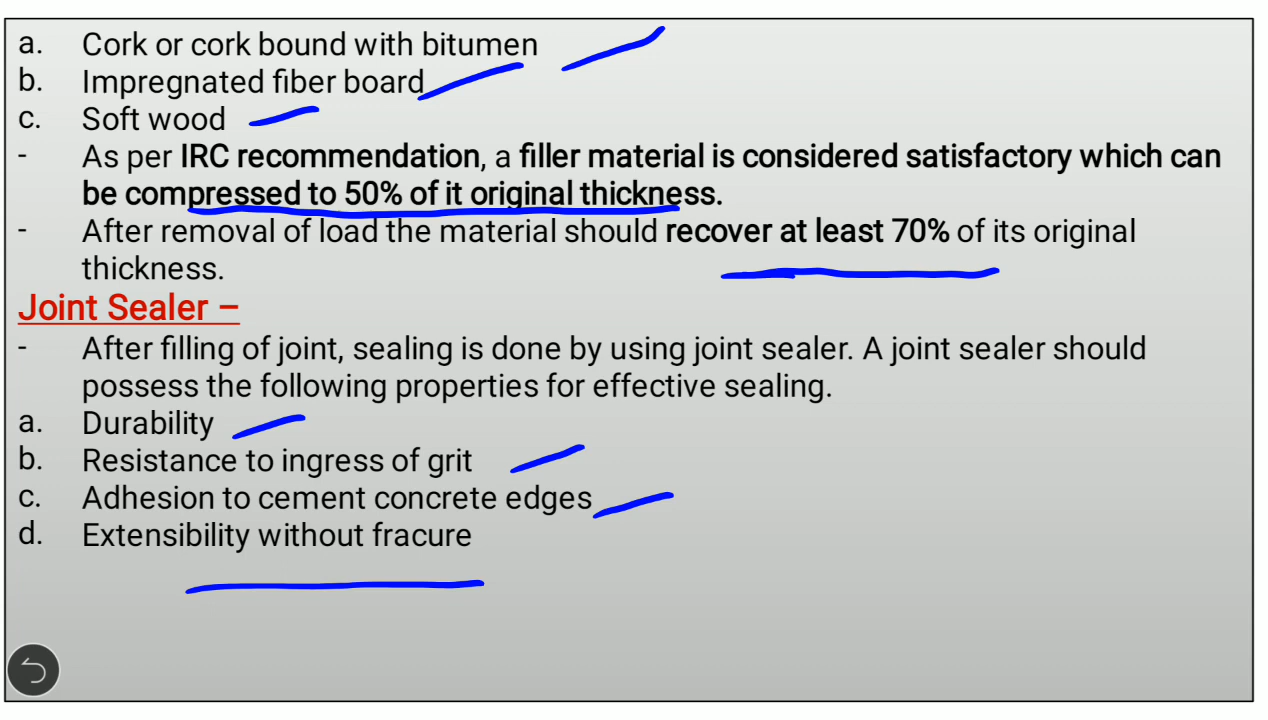 a. Cork or cork bound with bitumen
b. Impregnated fiber board
c. Soft wood
- As per IRC recommendation, a filler material is considered satisfactory which can
be compressed to 50% of it original thickness.
- After removal of load the material should recover at least 70% of its original
thickness.
Joint Sealer –
- After filling of joint, sealing is done by using joint sealer. A joint sealer should
possess the following properties for effective sealing.
a. Durability
b. Resistance to ingress of grit
c. Adhesion to cement concrete edges
d. Extensibility without fracure